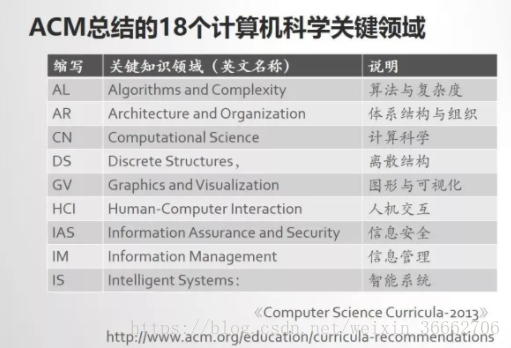 ACM总结的18个计算机科学关键领域
缩写 关键知识领域（英文名称） 说明
AL Algorithms and Complexity 算法与复杂度
AR Architecture and Organization 体系结构与组织
CN Computational Science 计算科学
DS Discrete Structures， 离散结构
GV Graphics and Visualization 图形与可视化
HCI Human-Computer Interaction 人机交互
IAS Information Assurance and Security 信息安全
IM Information Management 信息管理
IS Intelligent Systems： 智能系统
《Computer Science Curricula-2013》
https://blog.csdn.net/weixin_36662706
http://www.acm.org/education/curricula-recommendations